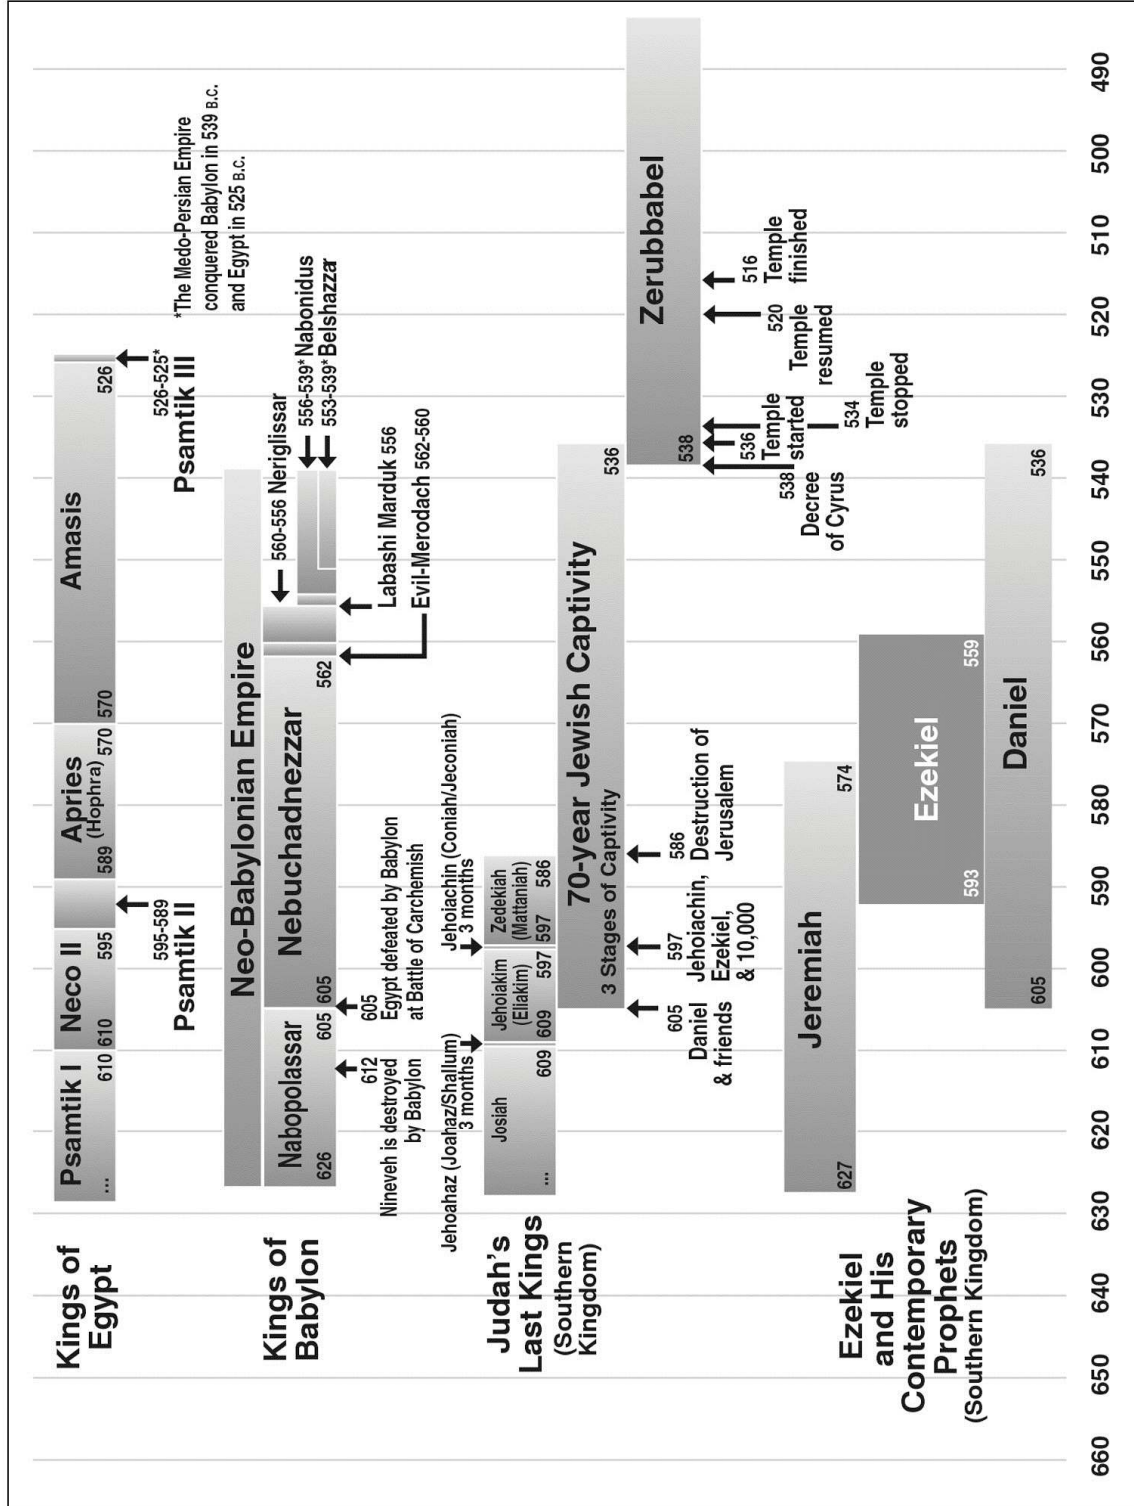 Kings of
Egypt
Psamtik I
...
610
Neco II
610
595
595-589
Psamtik II
Apries
(Hophra)
589
570
Amasis
570
526
526-525*
Psamtik III
*The Medo-Persian Empire
conquered Babylon in 539 B.C.
and Egypt in 525 B.C.
Kings of
Babylon
Neo-Babylonian Empire
Nabopolassar
626
605
612
Nineveh is destroyed
by Babylon
Nebuchadnezzar
605
562
605
Egypt defeated by Babylon
at Battle of Carchemish
560-556 Neriglissar
556-539* Nabonidus
553-539* Belshazzar
Labashi Marduk 556
Evil-Merodach 562-560
Judah's
Last Kings
(Southern
Kingdom)
Jehoahaz (Joahaz/Shallum)
3 months
Jehoiachin (Coniah/Jeconiah)
3 months
Josiah
...
609
Jehoiakim
(Eliakim)
609
597
Zedekiah
(Mattaniah)
597
586
70-year Jewish Captivity
3 Stages of Captivity
536
605
Daniel
& friends
597
Jehoiachin,
Ezekiel,
& 10,000
586
Destruction of
Jerusalem
Zerubbabel
538
538
Decree
of Cyrus
536
Temple
started
534
Temple
stopped
520
Temple
resumed
516
Temple
finished
Ezekiel
and His
Contemporary
Prophets
(Southern Kingdom)
Jeremiah
627
574
Ezekiel
593
559
Daniel
605
536
660
650
640
630
620
610
600
590
580
570
560
550
540
530
520
510
500
490